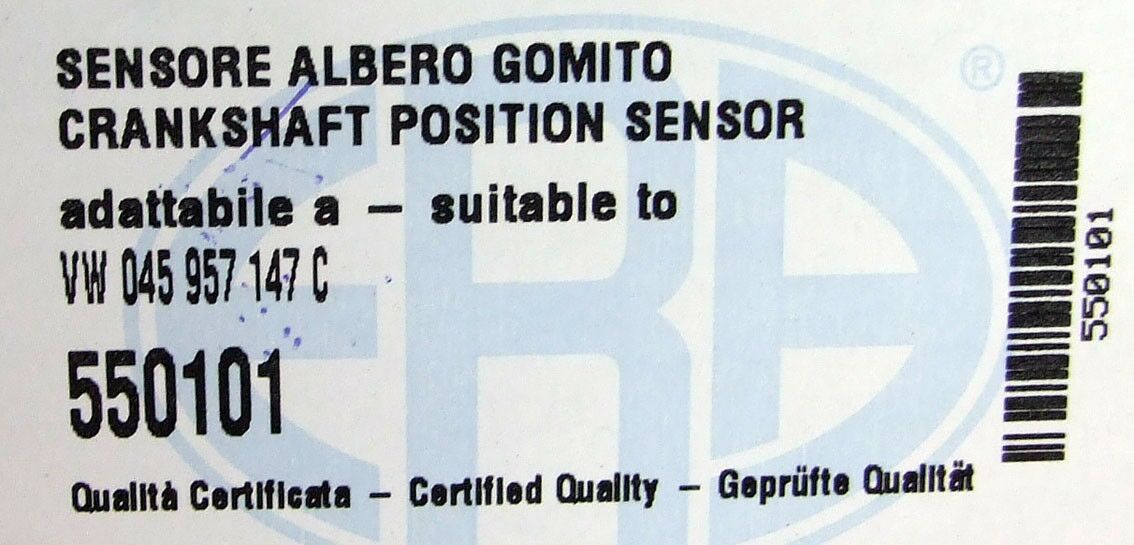 SENSORE ALBERO GOMITO
CRANKSHAFT POSITION SENSOR
adattabile a – suitable to
VW 045 957 147 C
550101
Qualità Certificata – Certified Quality – Geprüfte Qualität
550101
ERA
®